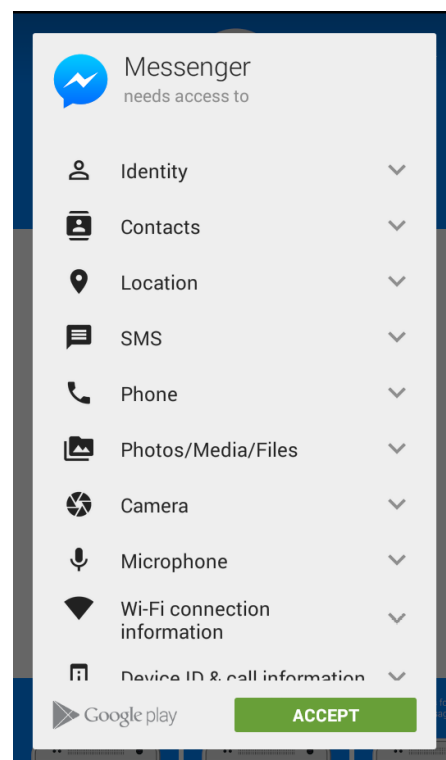 Messenger
needs access to
Identity
Contacts
Location
SMS
Phone
Photos/Media/Files
Camera
Microphone
Wi-Fi connection
information
Device ID & call information
Google play
ACCEPT